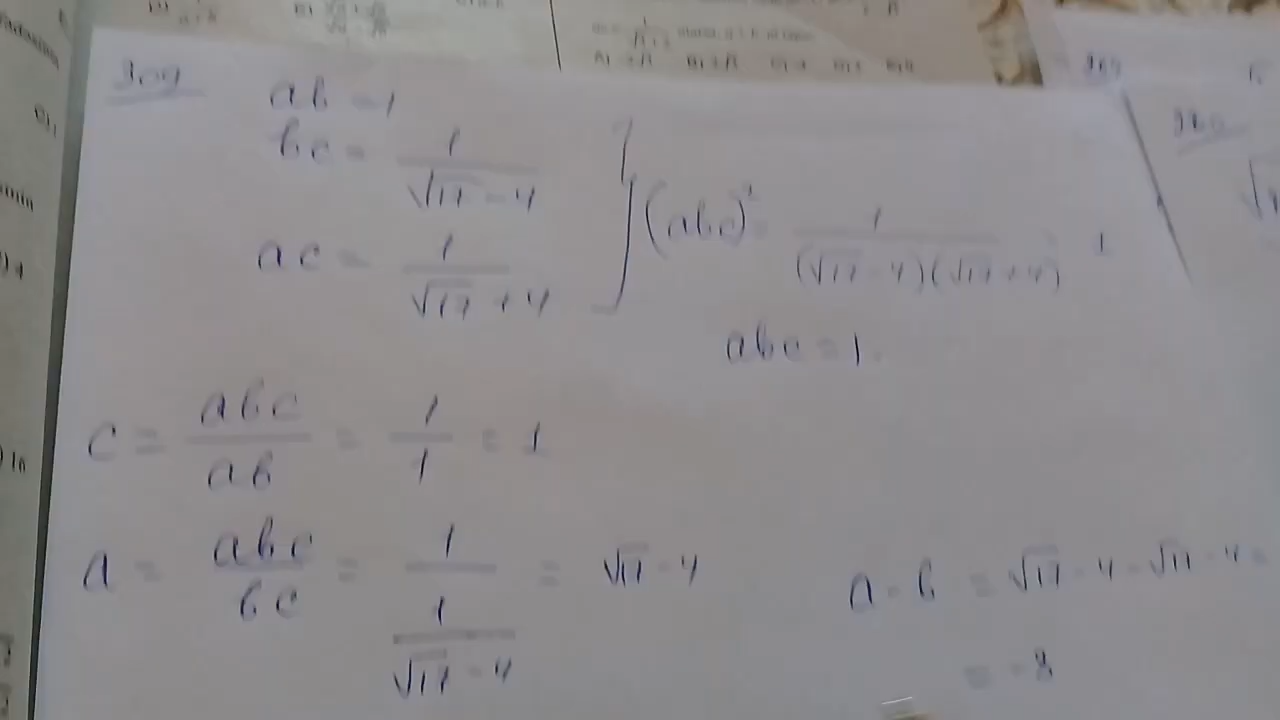 309
ab = 1
bc = 1/(√17 - 4)
ac = 1/(√17 + 4)
(abc)² = 1/((√17 - 4)(√17 + 4)) = 1
abc = 1
c = abc/ab = 1/1 = 1
a = abc/bc = 1/(1/(√17 - 4)) = √17 - 4
a - b = √17 - 4 - √17 - 4 =
= -8